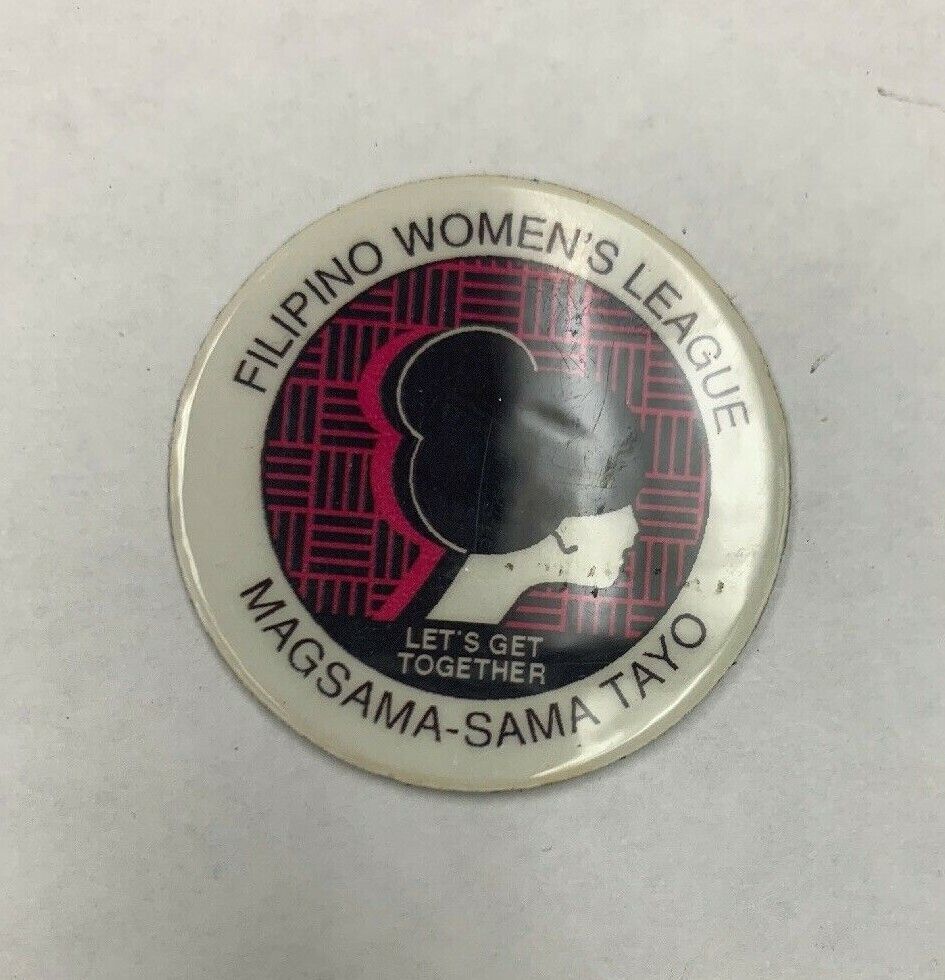 FILIPINO WOMEN'S LEAGUE
LET'S GET
TOGETHER
MAGSAMA-SAMA TAYO